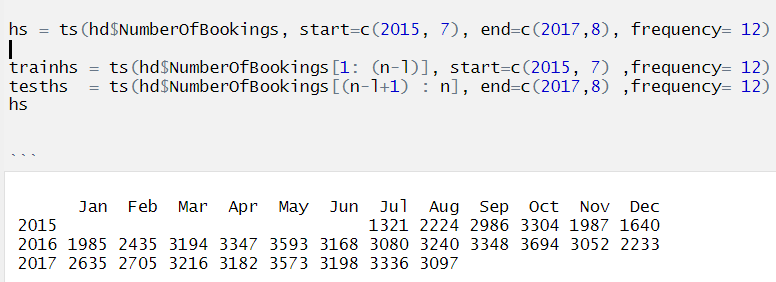 hs = ts(hd$NumberOfBookings, start=c(2015, 7), end=c(2017,8), frequency= 12)
trainhs = ts(hd$NumberOfBookings[1: (n-l)], start=c(2015, 7) ,frequency= 12)
tesths  = ts(hd$NumberOfBookings[(n-l+1) : n], end=c(2017,8) ,frequency= 12)
hs
```
Jan Feb Mar Apr May Jun Jul Aug Sep Oct Nov Dec
2015 1321 2224 2986 3304 1987 1640
2016 1985 2435 3194 3347 3593 3168 3080 3240 3348 3694 3052 2233
2017 2635 2705 3216 3182 3573 3198 3336 3097